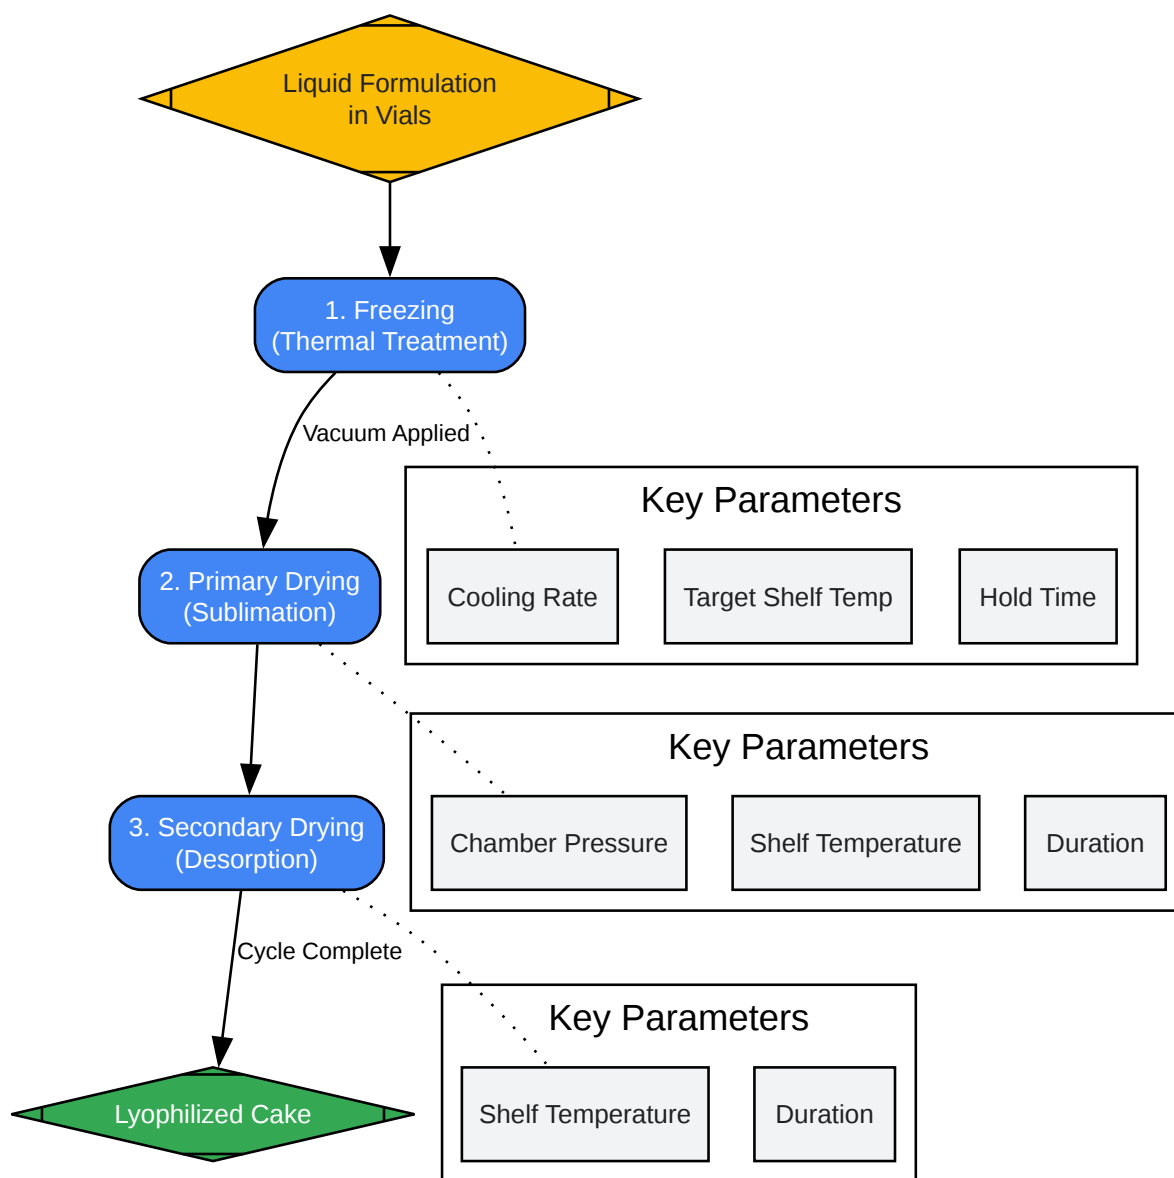 Liquid Formulation
in Vials
1. Freezing
(Thermal Treatment)
Vacuum Applied
Key Parameters
Cooling Rate
Target Shelf Temp
Hold Time
2. Primary Drying
(Sublimation)
Key Parameters
Chamber Pressure
Shelf Temperature
Duration
3. Secondary Drying
(Desorption)
Cycle Complete
Key Parameters
Shelf Temperature
Duration
Lyophilized Cake